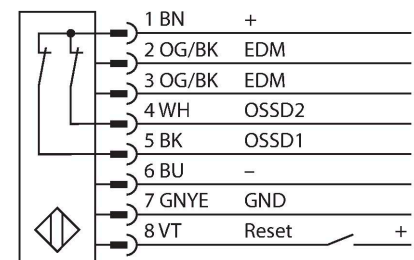 1 BN +
2 OG/BK EDM
3 OG/BK EDM
4 WH OSSD2
5 BK OSSD1
6 BU –
7 GNYE GND
8 VT Reset +